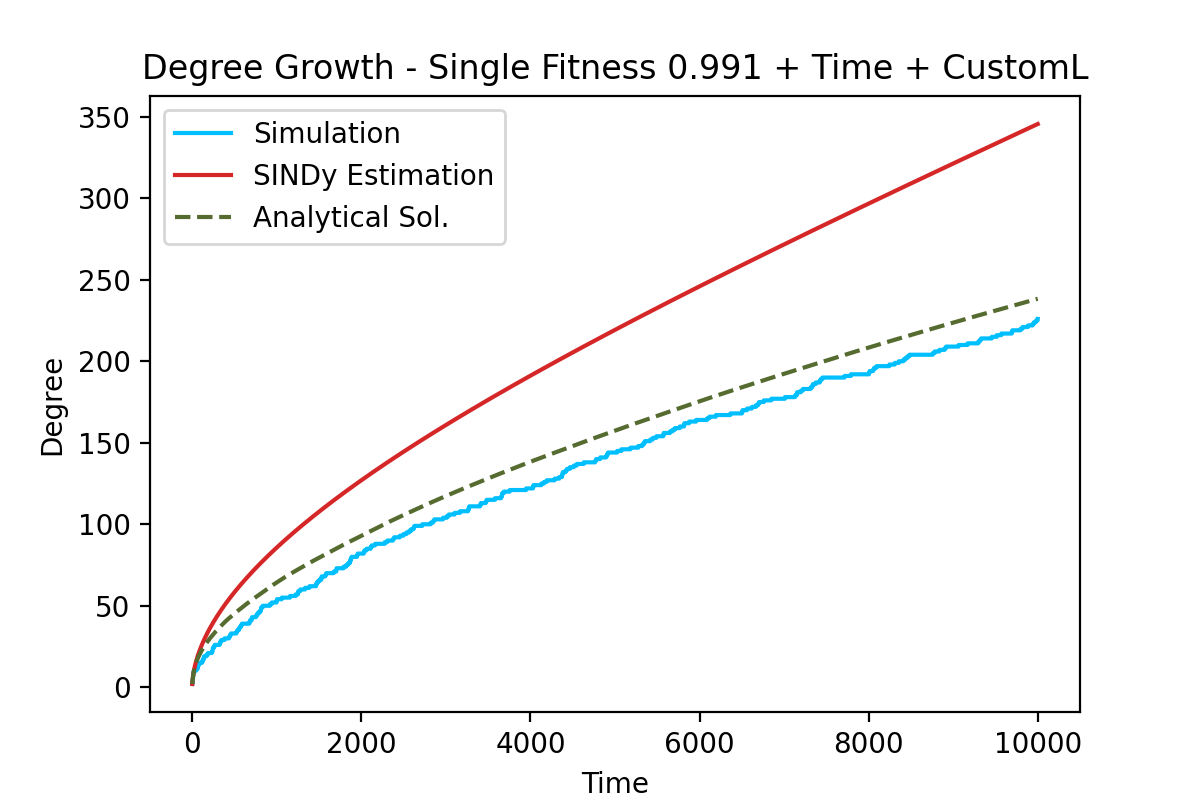 Degree Growth - Single Fitness 0.991 + Time + CustomL
350
300
250
200
150
100
50
0
Degree
Simulation
SINDy Estimation
Analytical Sol.
0 2000 4000 6000 8000 10000
Time